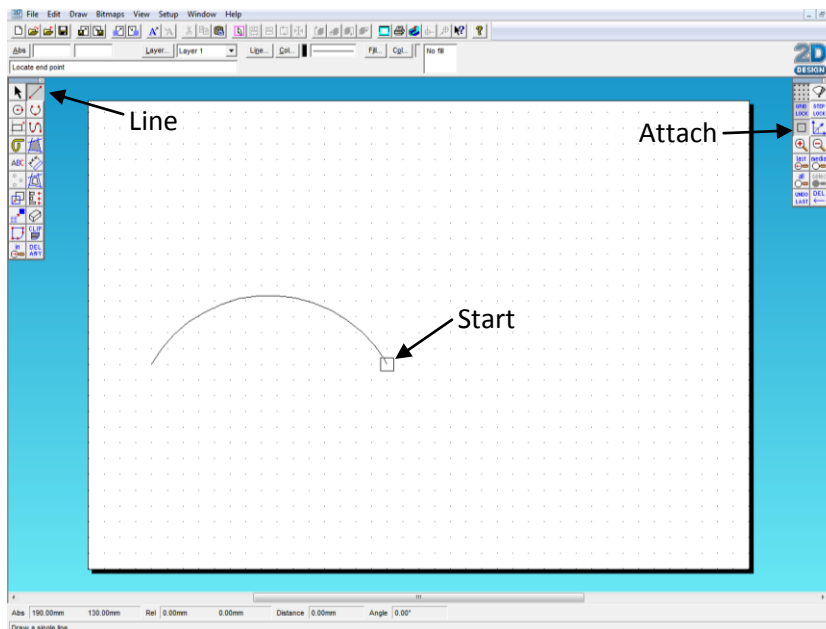 File Edit Draw Bitmaps View Setup Window Help
Abs Layer... Layer 1 Line... Col... Fill... Col... No fill
Locate end point
2D
DESIGN
Line
Attach
GRID LOCK STEP LOCK
ABC
last
all
UNDO LAST DEL
CLIP
DEL ANY
Start
Abs 190.00mm 130.00mm Rel 0.00mm 0.00mm Distance 0.00mm Angle 0.00°
Draw a single line